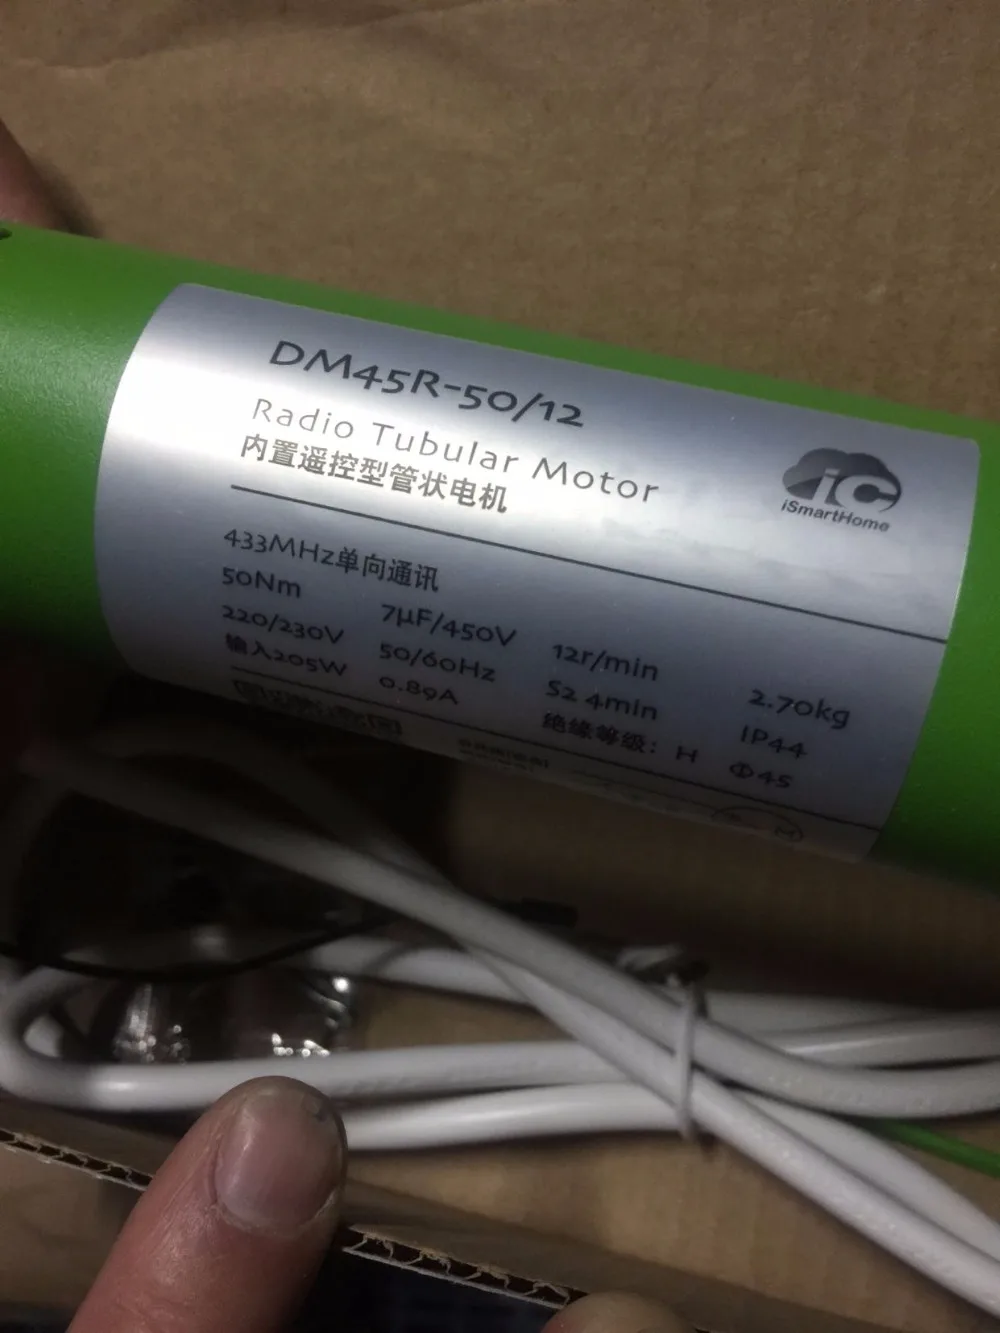 DM45R-50/12
Radio Tubular Motor
内置遥控型管状电机
iC
iSmartHome
433MHz单向通讯
50Nm 7µF/450V 12r/min 2.70kg
220/230V 50/60Hz S2 4min IP44
输入205W 0.89A 绝缘等级：H Φ45